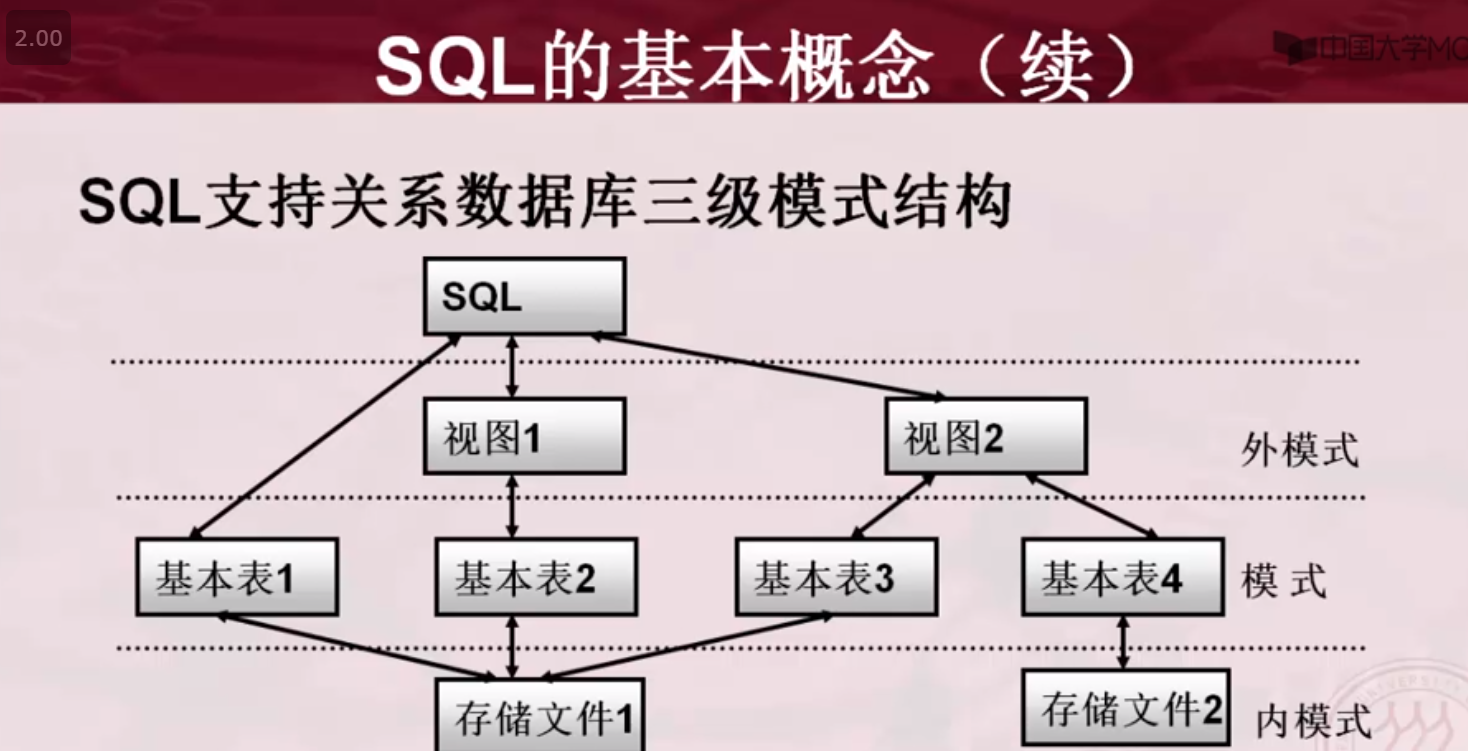 2.00
SQL的基本概念（续）
中国大学MO
SQL支持关系数据库三级模式结构
SQL
视图1
视图2
外模式
基本表1
基本表2
基本表3
基本表4
模 式
存储文件1
存储文件2
内模式